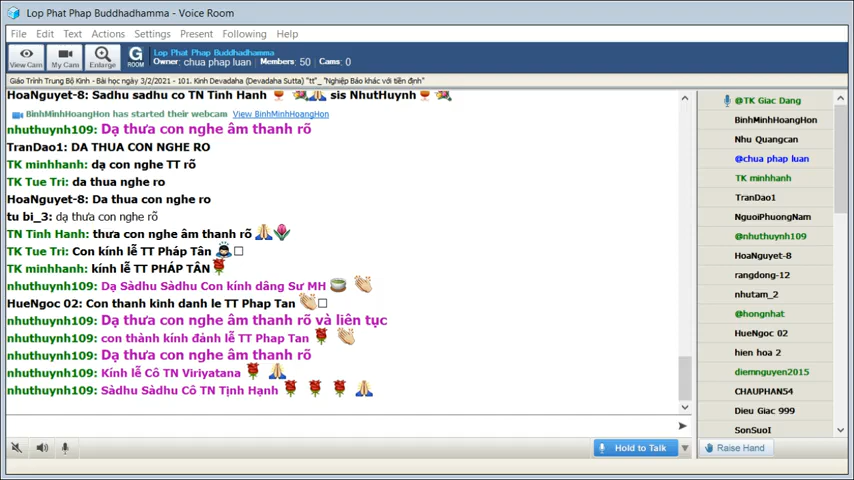 Lop Phat Phap Buddhadhamma - Voice Room
File Edit Text Actions Settings Present Following Help
View Cam My Cam Enlarge G ROOM
Lop Phat Phap Buddhadhamma
Owner: chua phap luan; Members: 50 Cams: 0
Giáo Trình Trung Bộ Kinh - Bài học ngày 3/2/2021 - 101. Kinh Devadaha (Devadaha Sutta) "tt"_ "Nghiệp Báo khác với tiền định"
HoaNguyet-8: Sadhu sadhu co TN Tinh Hanh sis NhutHuynh
BinhMinhHoangHon has started their webcam View BinhMinhHoangHon
nhuthuynh109: Dạ thưa con nghe âm thanh rõ
TranDao1: DA THUA CON NGHE RO
TK minhhanh: dạ con nghe TT rõ
TK Tue Tri: da thua nghe ro
HoaNguyet-8: Da thua con nghe ro
tu bi_3: dạ thưa con nghe rõ
TN Tinh Hanh: thưa con nghe âm thanh rõ
TK Tue Tri: Con kính lễ TT Pháp Tân
TK minhhanh: kính lễ TT PHÁP TÂN
nhuthuynh109: Dạ Sàdhu Sàdhu Con kính dâng Sư MH
HueNgoc 02: Con thanh kinh danh le TT Phap Tan
nhuthuynh109: Dạ thưa con nghe âm thanh rõ và liên tục
nhuthuynh109: con thành kính đảnh lễ TT Phap Tan
nhuthuynh109: Dạ thưa con nghe âm thanh rõ
nhuthuynh109: Kính lễ Cô TN Viriyatana
nhuthuynh109: Sàdhu Sàdhu Cô TN Tịnh Hạnh
@TK Giac Dang
BinhMinhHoangHon
Nhu Quangcan
@chua phap luan
TK minhhanh
TranDao1
NguoiPhuongNam
@nhuthuynh109
HoaNguyet-8
rangdong-12
nhutam_2
@hongnhat
HueNgoc 02
hien hoa 2
diemnguyen2015
CHAUPHAN54
Dieu Giac 999
SonSuoI
Hold to Talk
Raise Hand